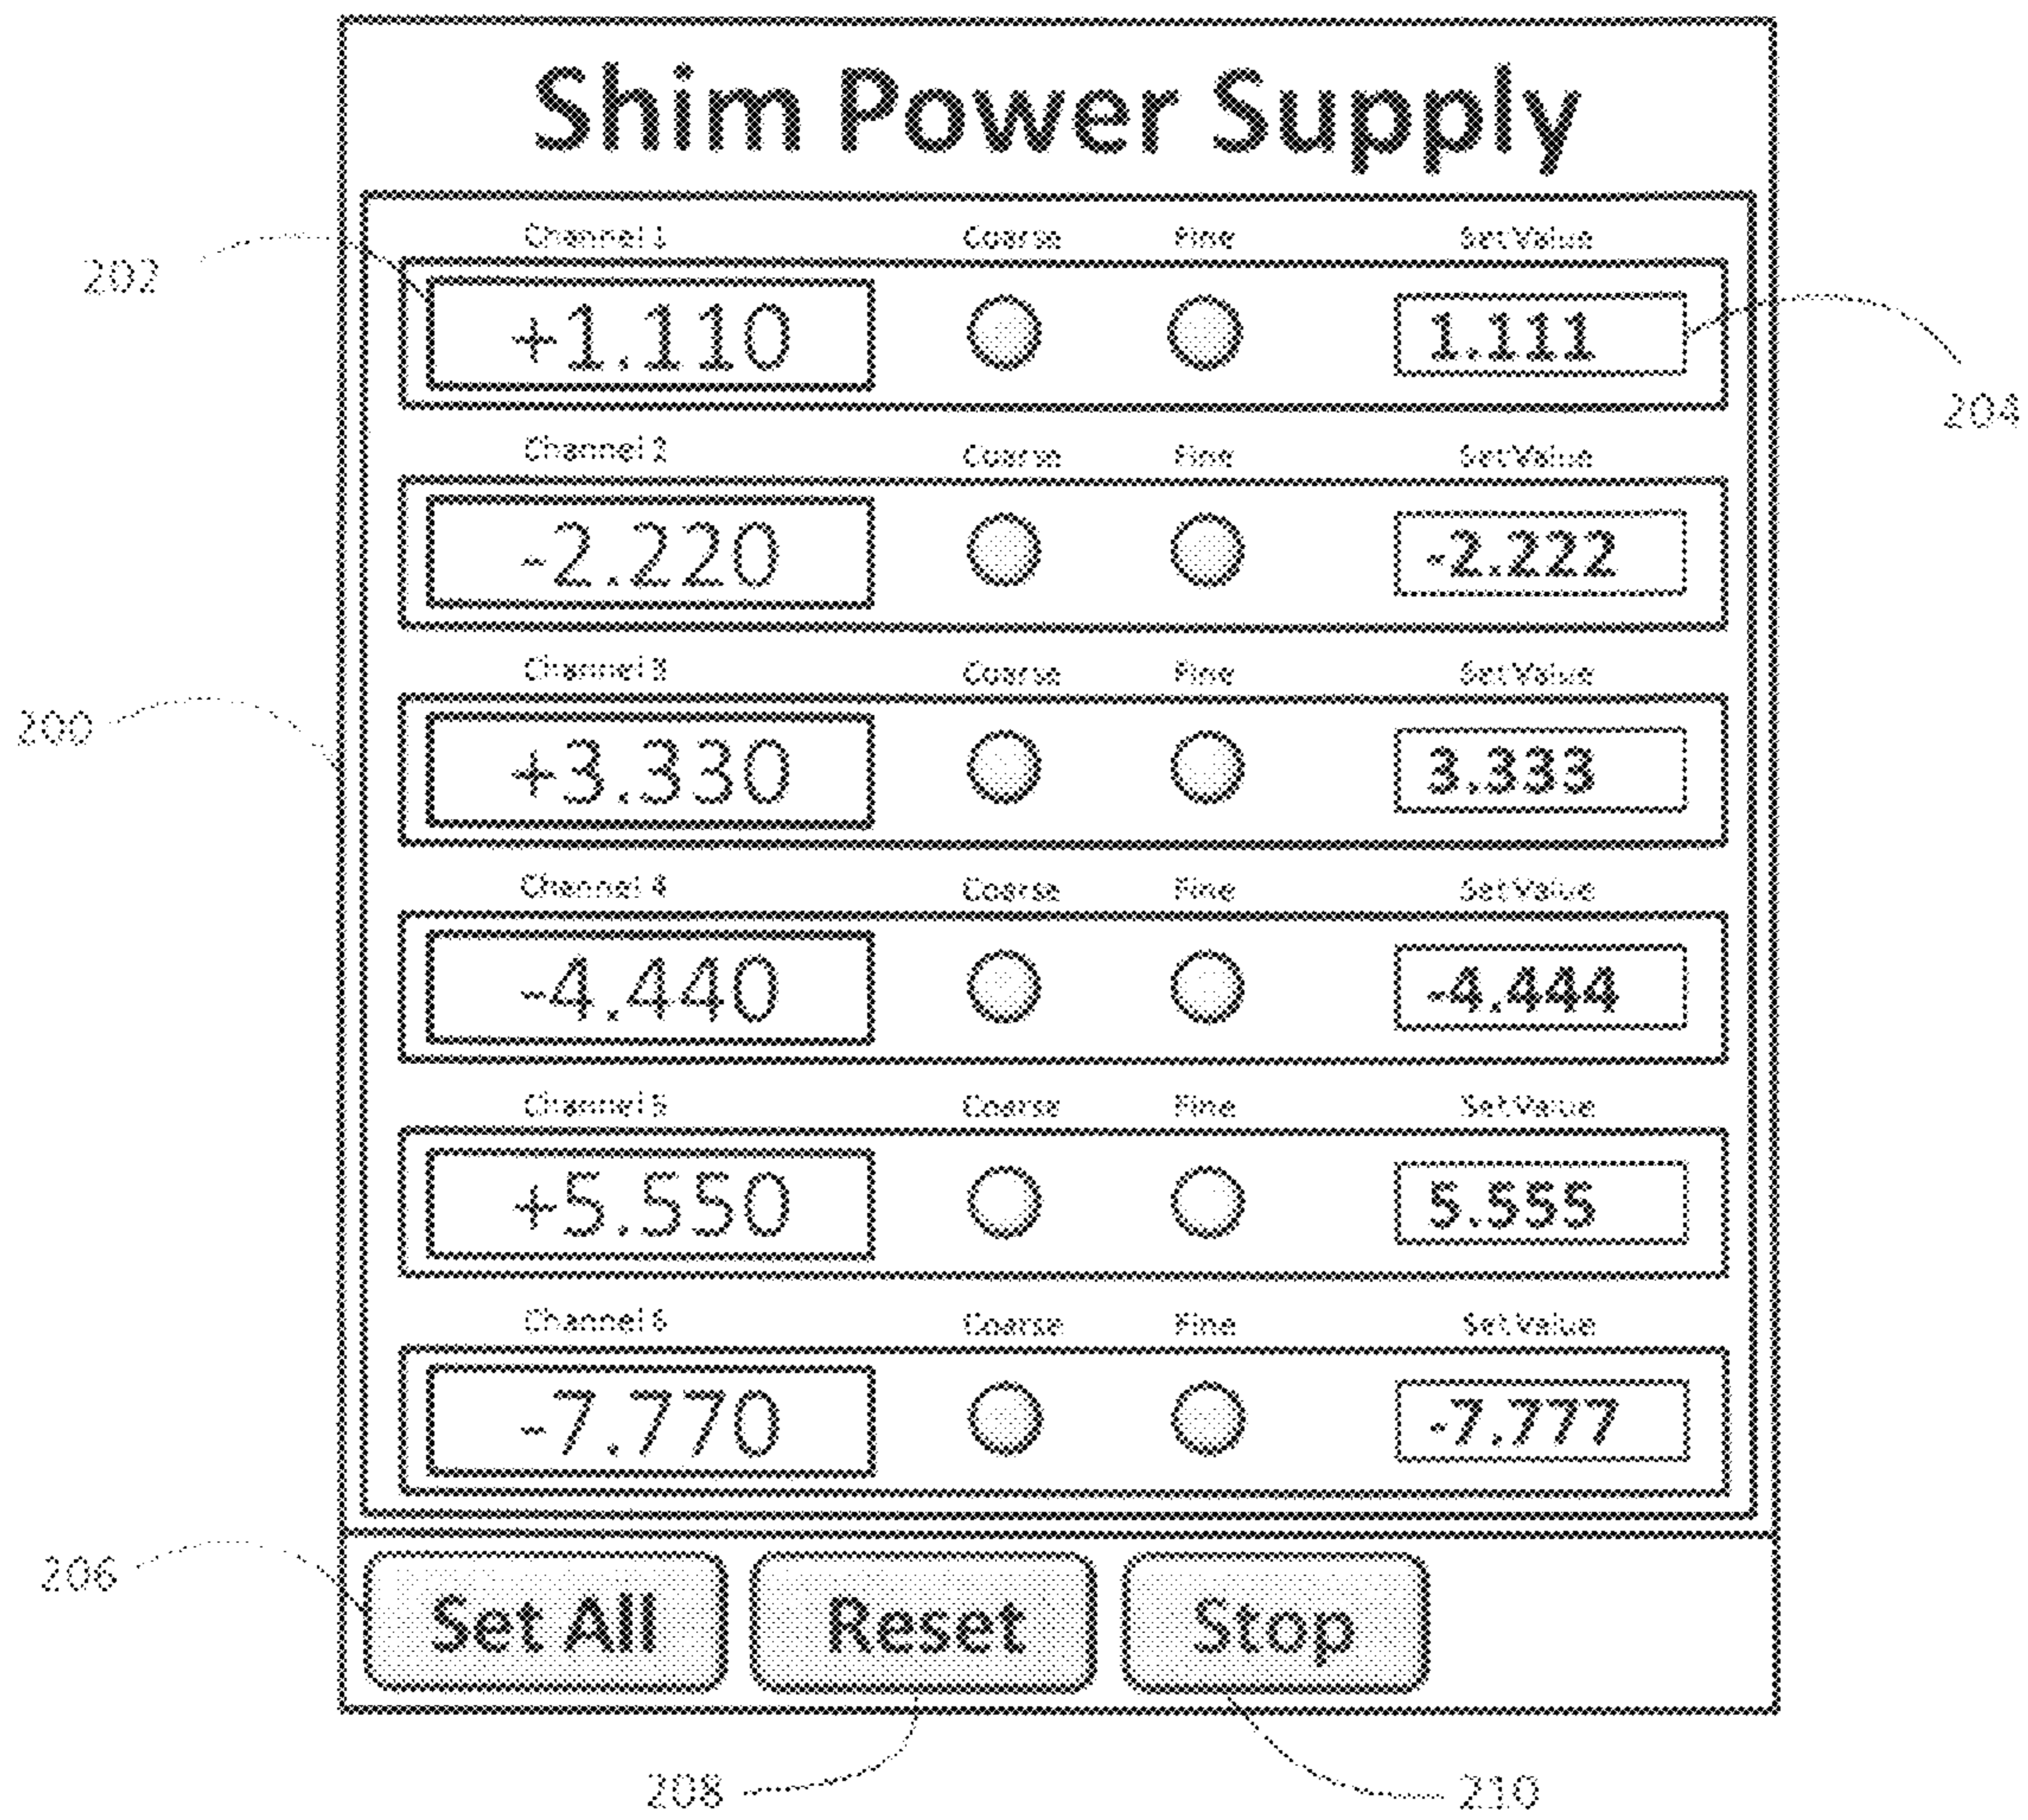 Shim Power Supply
Channel 1 Coarse Fine Set Value
202
+1.110 1.111
204
Channel 2 Coarse Fine Set Value
-2.220 -2.222
Channel 3 Coarse Fine Set Value
200
+3.330 3.333
Channel 4 Coarse Fine Set Value
-4.440 -4.444
Channel 5 Coarse Fine Set Value
+5.550 5.555
Channel 6 Coarse Fine Set Value
-7.770 -7.777
206
Set All Reset Stop
208 210